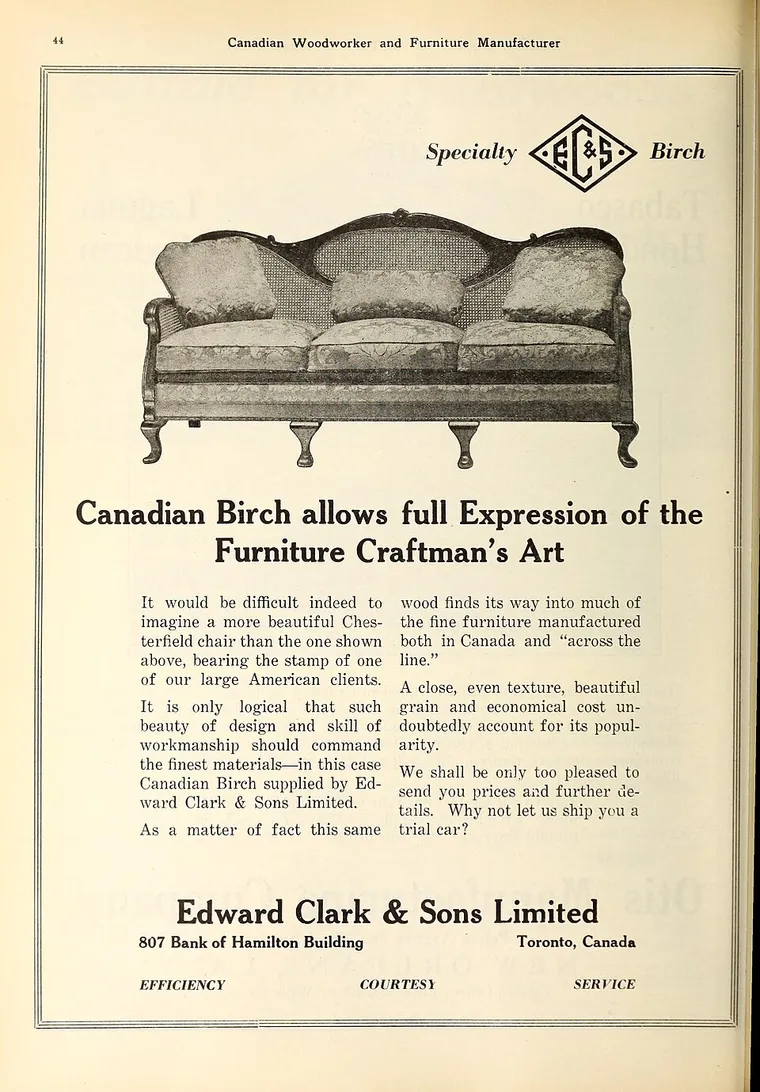 44
Canadian Woodworker and Furniture Manufacturer
Specialty EC&S Birch
Canadian Birch allows full Expression of the
Furniture Craftman's Art
It would be difficult indeed to
imagine a more beautiful Ches-
terfield chair than the one shown
above, bearing the stamp of one
of our large American clients.
It is only logical that such
beauty of design and skill of
workmanship should command
the finest materials—in this case
Canadian Birch supplied by Ed-
ward Clark & Sons Limited.
As a matter of fact this same
wood finds its way into much of
the fine furniture manufactured
both in Canada and “across the
line.”
A close, even texture, beautiful
grain and economical cost un-
doubtedly account for its popul-
arity.
We shall be only too pleased to
send you prices and further de-
tails. Why not let us ship you a
trial car?
Edward Clark & Sons Limited
807 Bank of Hamilton Building
Toronto, Canada
EFFICIENCY COURTESY SERVICE